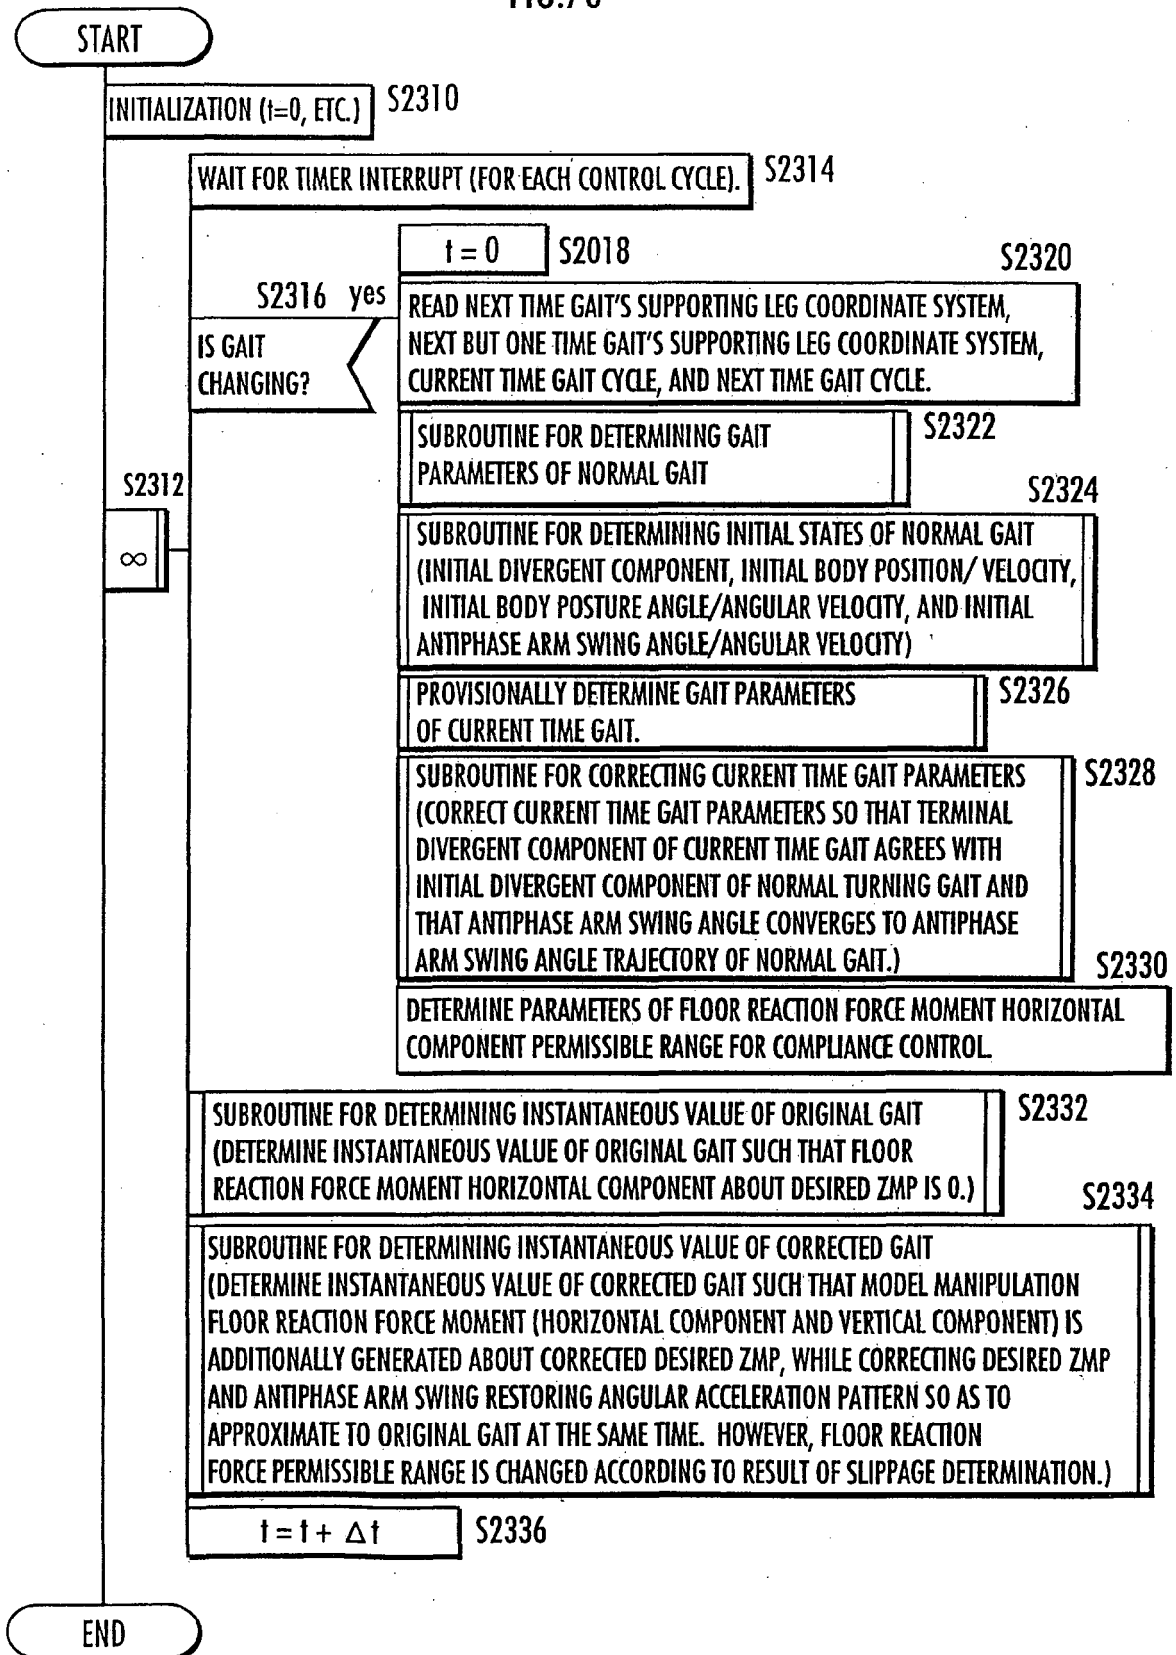 START
INITIALIZATION (t=0, ETC.) S2310
WAIT FOR TIMER INTERRUPT (FOR EACH CONTROL CYCLE). S2314
t = 0 S2018
S2320
S2316 yes
IS GAIT
CHANGING?
READ NEXT TIME GAIT'S SUPPORTING LEG COORDINATE SYSTEM,
NEXT BUT ONE TIME GAIT'S SUPPORTING LEG COORDINATE SYSTEM,
CURRENT TIME GAIT CYCLE, AND NEXT TIME GAIT CYCLE.
SUBROUTINE FOR DETERMINING GAIT
PARAMETERS OF NORMAL GAIT
S2322
S2312
∞
S2324
SUBROUTINE FOR DETERMINING INITIAL STATES OF NORMAL GAIT
(INITIAL DIVERGENT COMPONENT, INITIAL BODY POSITION/ VELOCITY,
INITIAL BODY POSTURE ANGLE/ANGULAR VELOCITY, AND INITIAL
ANTIPHASE ARM SWING ANGLE/ANGULAR VELOCITY)
PROVISIONALLY DETERMINE GAIT PARAMETERS
OF CURRENT TIME GAIT.
S2326
SUBROUTINE FOR CORRECTING CURRENT TIME GAIT PARAMETERS
(CORRECT CURRENT TIME GAIT PARAMETERS SO THAT TERMINAL
DIVERGENT COMPONENT OF CURRENT TIME GAIT AGREES WITH
INITIAL DIVERGENT COMPONENT OF NORMAL TURNING GAIT AND
THAT ANTIPHASE ARM SWING ANGLE CONVERGES TO ANTIPHASE
ARM SWING ANGLE TRAJECTORY OF NORMAL GAIT.)
S2328
S2330
DETERMINE PARAMETERS OF FLOOR REACTION FORCE MOMENT HORIZONTAL
COMPONENT PERMISSIBLE RANGE FOR COMPLIANCE CONTROL.
SUBROUTINE FOR DETERMINING INSTANTANEOUS VALUE OF ORIGINAL GAIT
(DETERMINE INSTANTANEOUS VALUE OF ORIGINAL GAIT SUCH THAT FLOOR
REACTION FORCE MOMENT HORIZONTAL COMPONENT ABOUT DESIRED ZMP IS 0.)
S2332
S2334
SUBROUTINE FOR DETERMINING INSTANTANEOUS VALUE OF CORRECTED GAIT
(DETERMINE INSTANTANEOUS VALUE OF CORRECTED GAIT SUCH THAT MODEL MANIPULATION
FLOOR REACTION FORCE MOMENT (HORIZONTAL COMPONENT AND VERTICAL COMPONENT) IS
ADDITIONALLY GENERATED ABOUT CORRECTED DESIRED ZMP, WHILE CORRECTING DESIRED ZMP
AND ANTIPHASE ARM SWING RESTORING ANGULAR ACCELERATION PATTERN SO AS TO
APPROXIMATE TO ORIGINAL GAIT AT THE SAME TIME. HOWEVER, FLOOR REACTION
FORCE PERMISSIBLE RANGE IS CHANGED ACCORDING TO RESULT OF SLIPPAGE DETERMINATION.)
t = t + Δt S2336
END